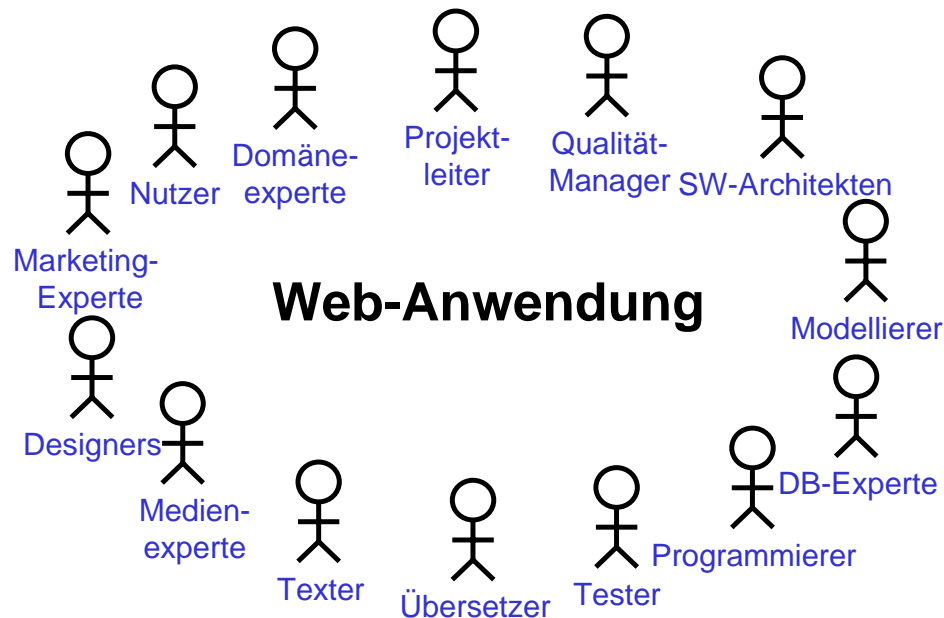 Projekt-
leiter
Qualität-
Manager
Domäne-
experte
SW-Architekten
Nutzer
Marketing-
Experte
Web-Anwendung
Modellierer
Designers
DB-Experte
Medien-
experte
Programmierer
Texter
Übersetzer
Tester